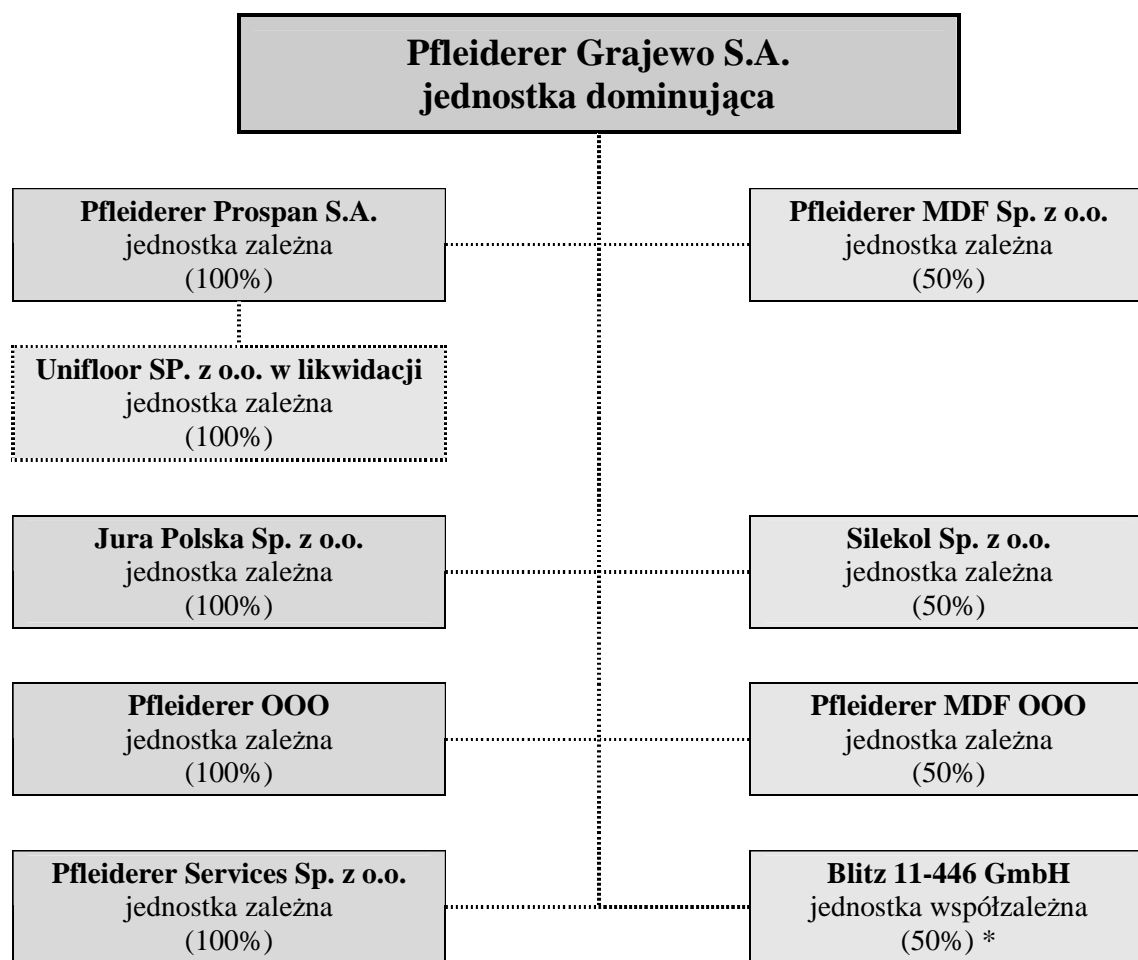 Pfleiderer Grajewo S.A.
jednostka dominująca
Pfleiderer Prospan S.A.
jednostka zależna
(100%)
Pfleiderer MDF Sp. z o.o.
jednostka zależna
(50%)
Unifloor SP. z o.o. w likwidacji
jednostka zależna
(100%)
Jura Polska Sp. z o.o.
jednostka zależna
(100%)
Silekol Sp. z o.o.
jednostka zależna
(50%)
Pfleiderer OOO
jednostka zależna
(100%)
Pfleiderer MDF OOO
jednostka zależna
(50%)
Pfleiderer Services Sp. z o.o.
jednostka zależna
(100%)
Blitz 11-446 GmbH
jednostka współzależna
(50%) *